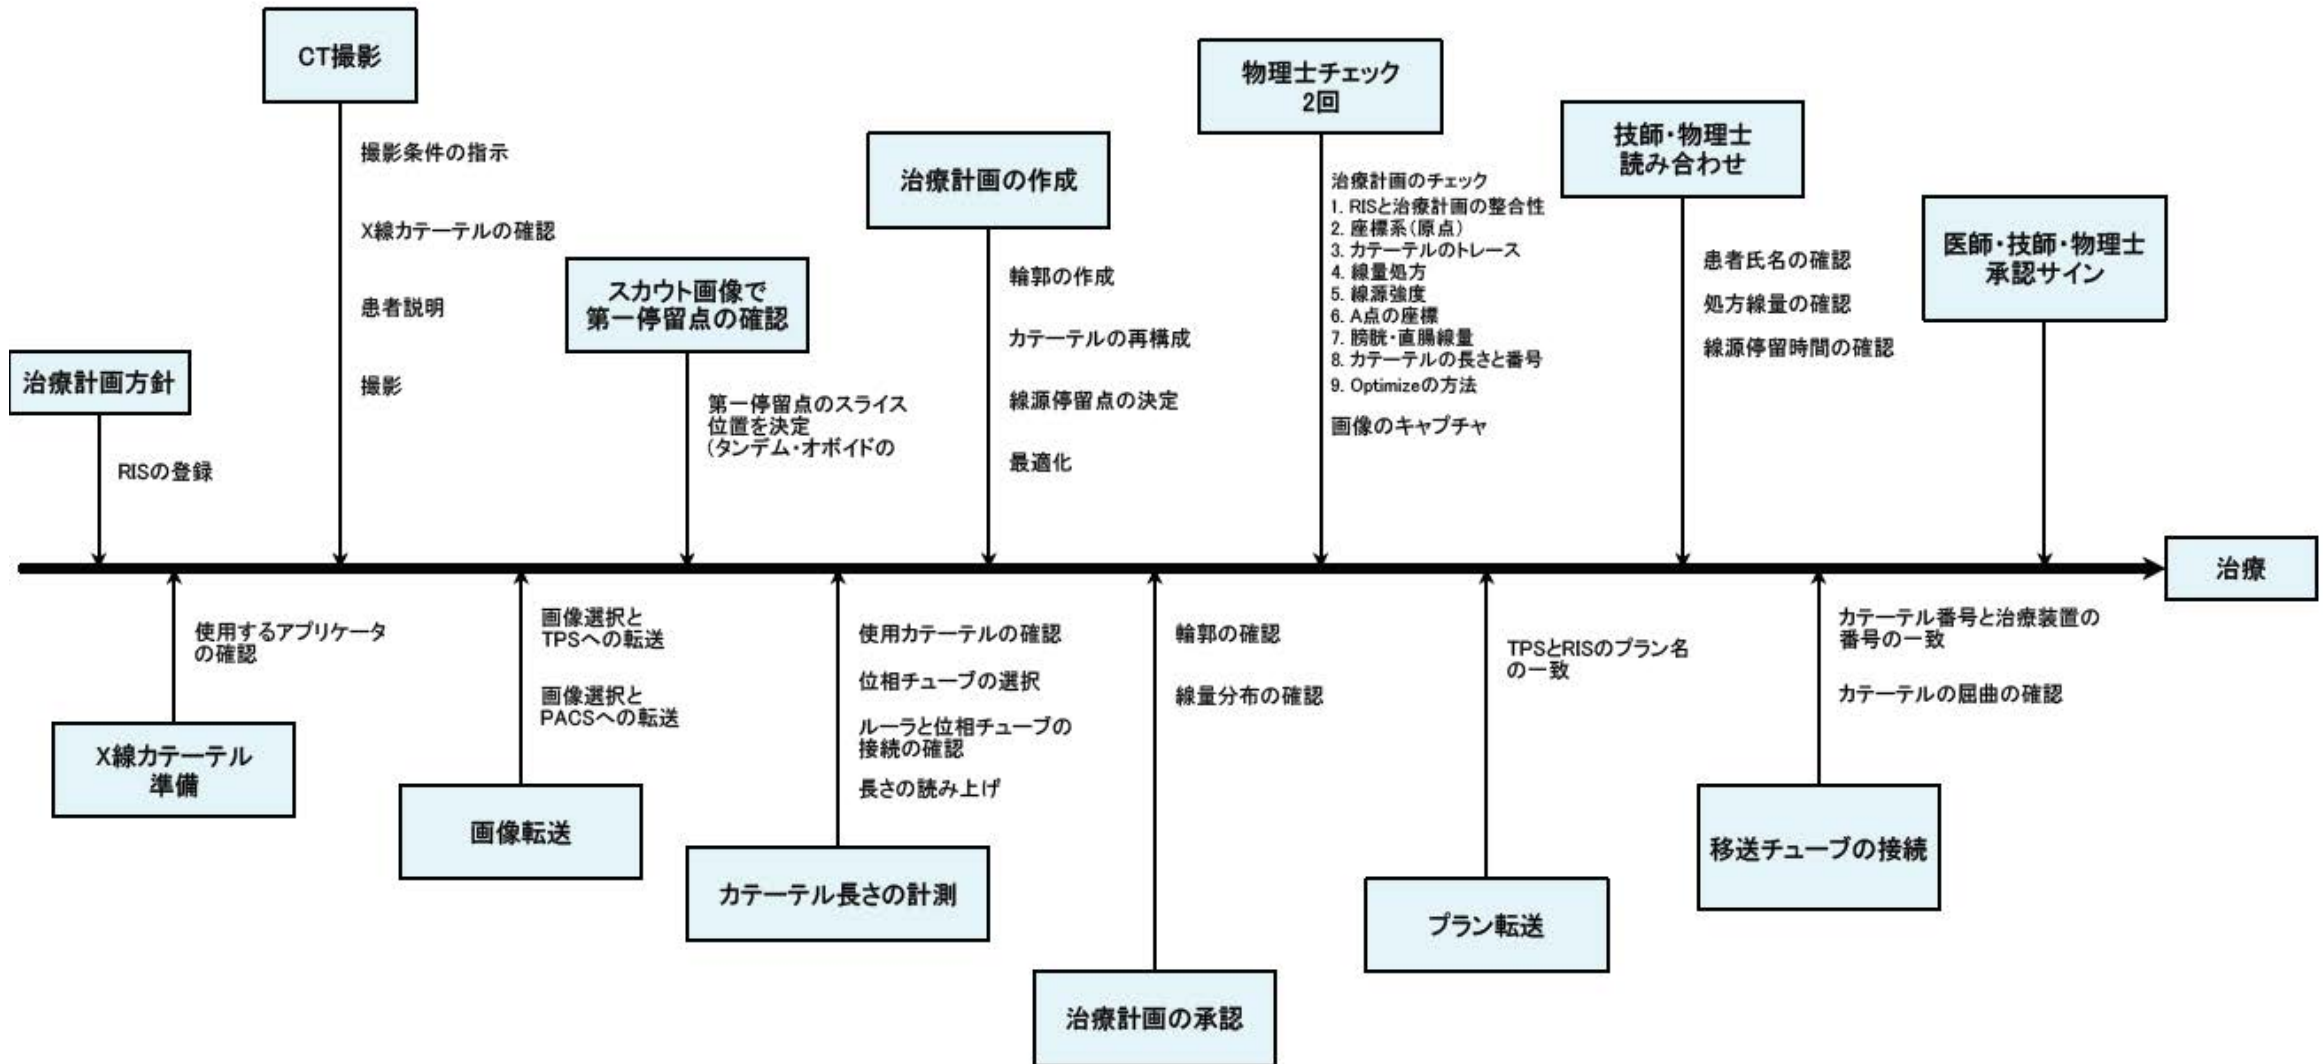 CT撮影
撮影条件の指示
X線カテーテルの確認
患者説明
撮影
物理士チェック
2回
治療計画のチェック
1. RISと治療計画の整合性
2. 座標系(原点)
3. カテーテルのトレース
4. 線量処方
5. 線源強度
6. A点の座標
7. 膀胱・直腸線量
8. カテーテルの長さと番号
9. Optimizeの方法
画像のキャプチャ
技師・物理士
読み合わせ
患者氏名の確認
処方線量の確認
線源停留時間の確認
治療計画の作成
輪郭の作成
カテーテルの再構成
線源停留点の決定
最適化
医師・技師・物理士
承認サイン
スカウト画像で
第一停留点の確認
第一停留点のスライス
位置を決定
(タンデム・オボイドの
治療計画方針
RISの登録
治療
使用するアプリケータ
の確認
X線カテーテル
準備
画像選択と
TPSへの転送
画像選択と
PACSへの転送
画像転送
使用カテーテルの確認
位相チューブの選択
ルーラと位相チューブの
接続の確認
長さの読み上げ
カテーテル長さの計測
輪郭の確認
線量分布の確認
治療計画の承認
TPSとRISのプラン名
の一致
プラン転送
カテーテル番号と治療装置の
番号の一致
カテーテルの屈曲の確認
移送チューブの接続